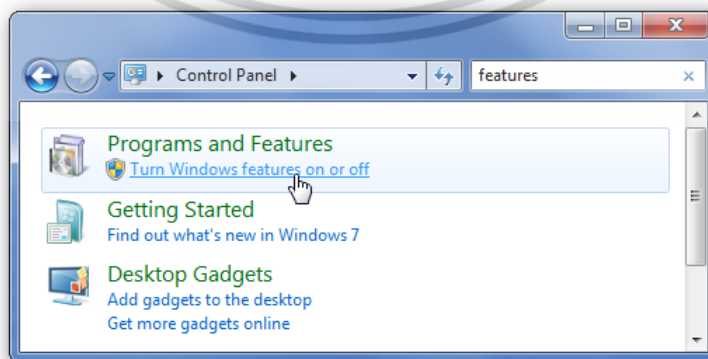 Control Panel
features
Programs and Features
Turn Windows features on or off
Getting Started
Find out what's new in Windows 7
Desktop Gadgets
Add gadgets to the desktop
Get more gadgets online